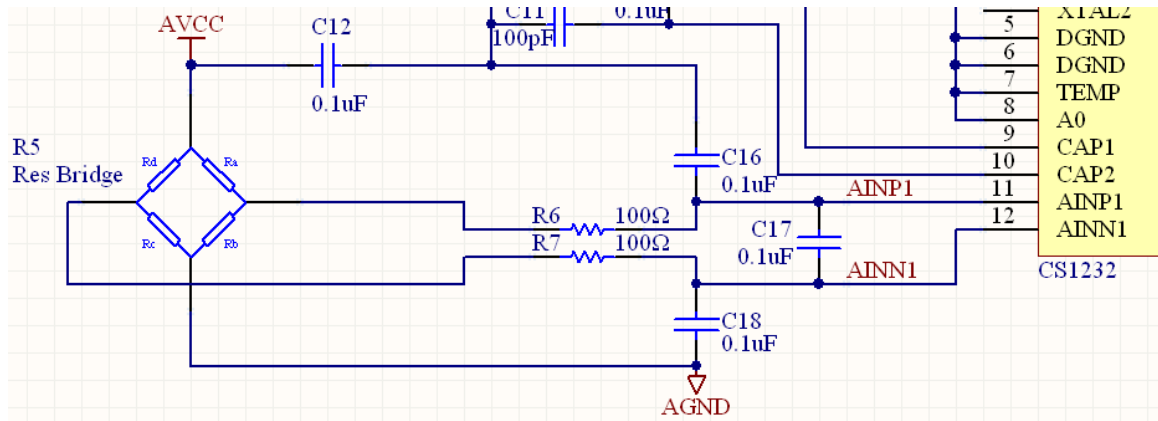 C11
0.1uF
100pF
AVCC
C12
0.1uF
XTAL2
5
DGND
6
DGND
7
TEMP
8
A0
9
CAP1
10
CAP2
11
AINP1
12
AINN1
CS1232
R5
Res Bridge
Rd
Ra
Rc
Rb
C16
0.1uF
AINP1
R6
100Ω
R7
100Ω
C17
0.1uF
AINN1
C18
0.1uF
AGND